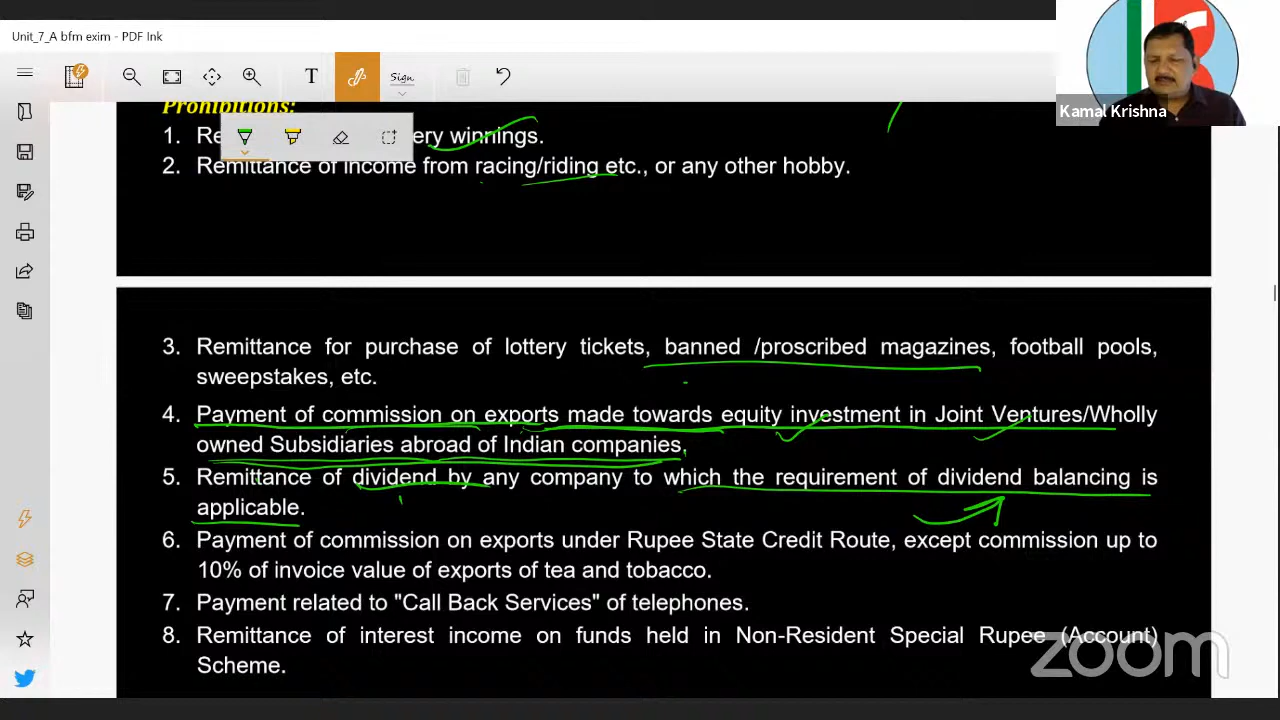 Unit_7_A bfm exim - PDF Ink
T
Sign
Kamal Krishna
Prohibitions:
1. Re ery winnings.
2. Remittance of income from racing/riding etc., or any other hobby.
3. Remittance for purchase of lottery tickets, banned /proscribed magazines, football pools,
sweepstakes, etc.
4. Payment of commission on exports made towards equity investment in Joint Ventures/Wholly
owned Subsidiaries abroad of Indian companies.
5. Remittance of dividend by any company to which the requirement of dividend balancing is
applicable.
6. Payment of commission on exports under Rupee State Credit Route, except commission up to
10% of invoice value of exports of tea and tobacco.
7. Payment related to "Call Back Services" of telephones.
8. Remittance of interest income on funds held in Non-Resident Special Rupee (Account)
Scheme.
zoom